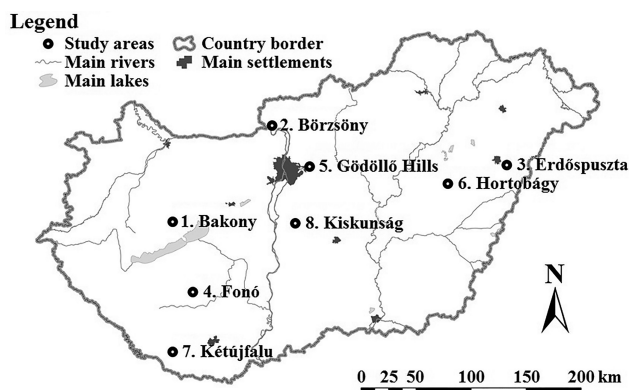 Legend
Study areas
Country border
Main rivers
Main settlements
Main lakes
2. Börzsöny
5. Gödöllő Hills
3. Erdőspuszta
6. Hortobágy
1. Bakony
8. Kiskunság
4. Fonó
7. Kétújfalu
N
0 25 50 100 150 200 km